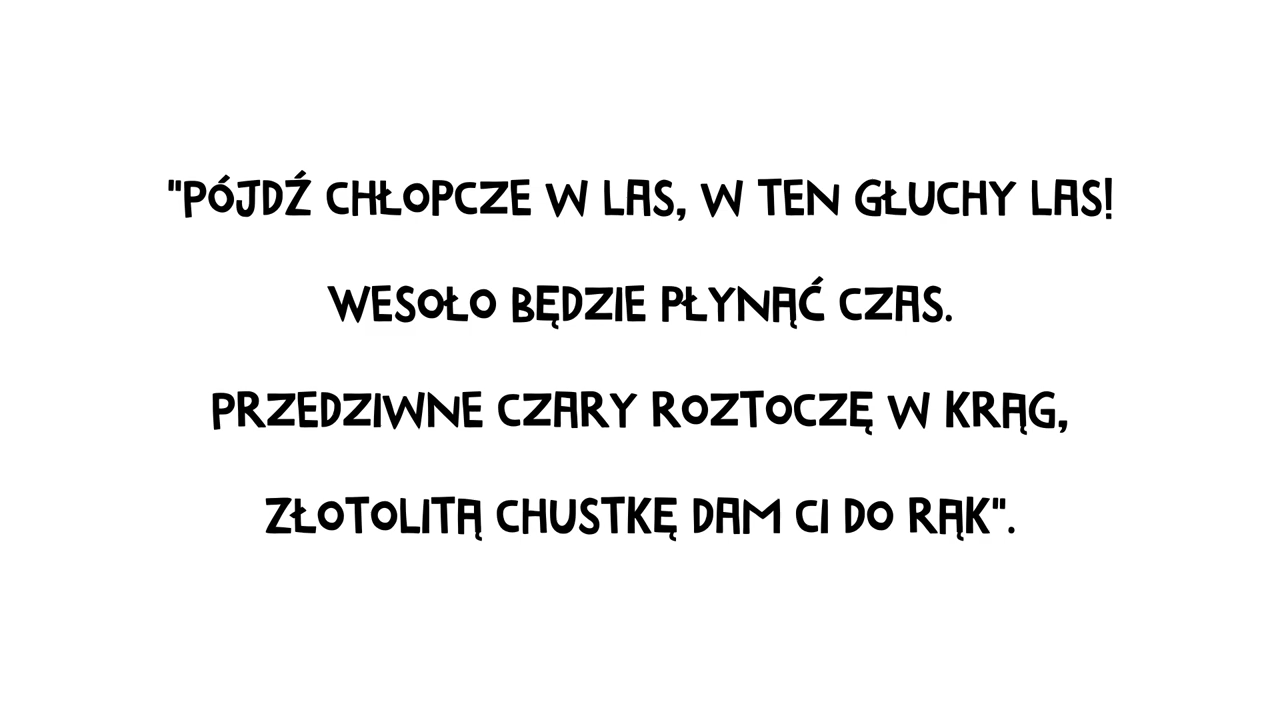 "PÓJDŹ CHŁOPCZE W LAS, W TEN GŁUCHY LAS!
WESOŁO BĘDZIE PŁYNĄĆ CZAS.
PRZEDZIWNE CZARY ROZTOCZĘ W KRĄG,
ZŁOTOLITĄ CHUSTKĘ DAM CI DO RĄK".